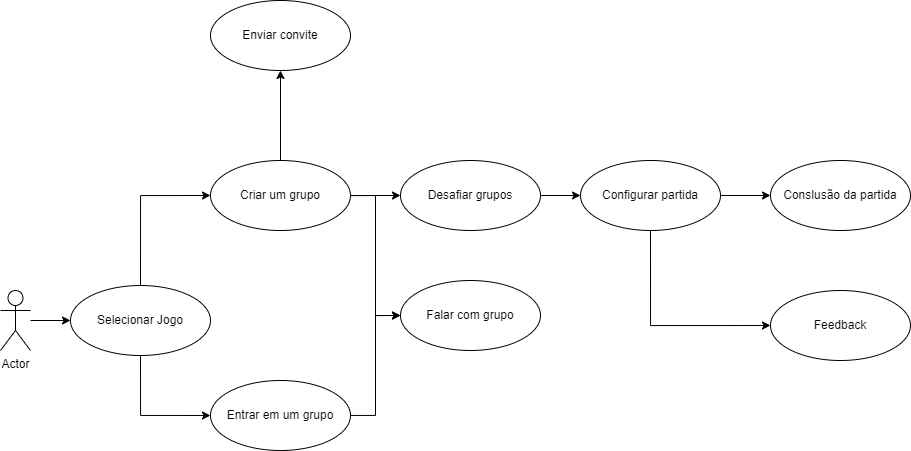 Enviar convite
Criar um grupo
Desafiar grupos
Configurar partida
Conslusão da partida
Selecionar Jogo
Falar com grupo
Feedback
Actor
Entrar em um grupo